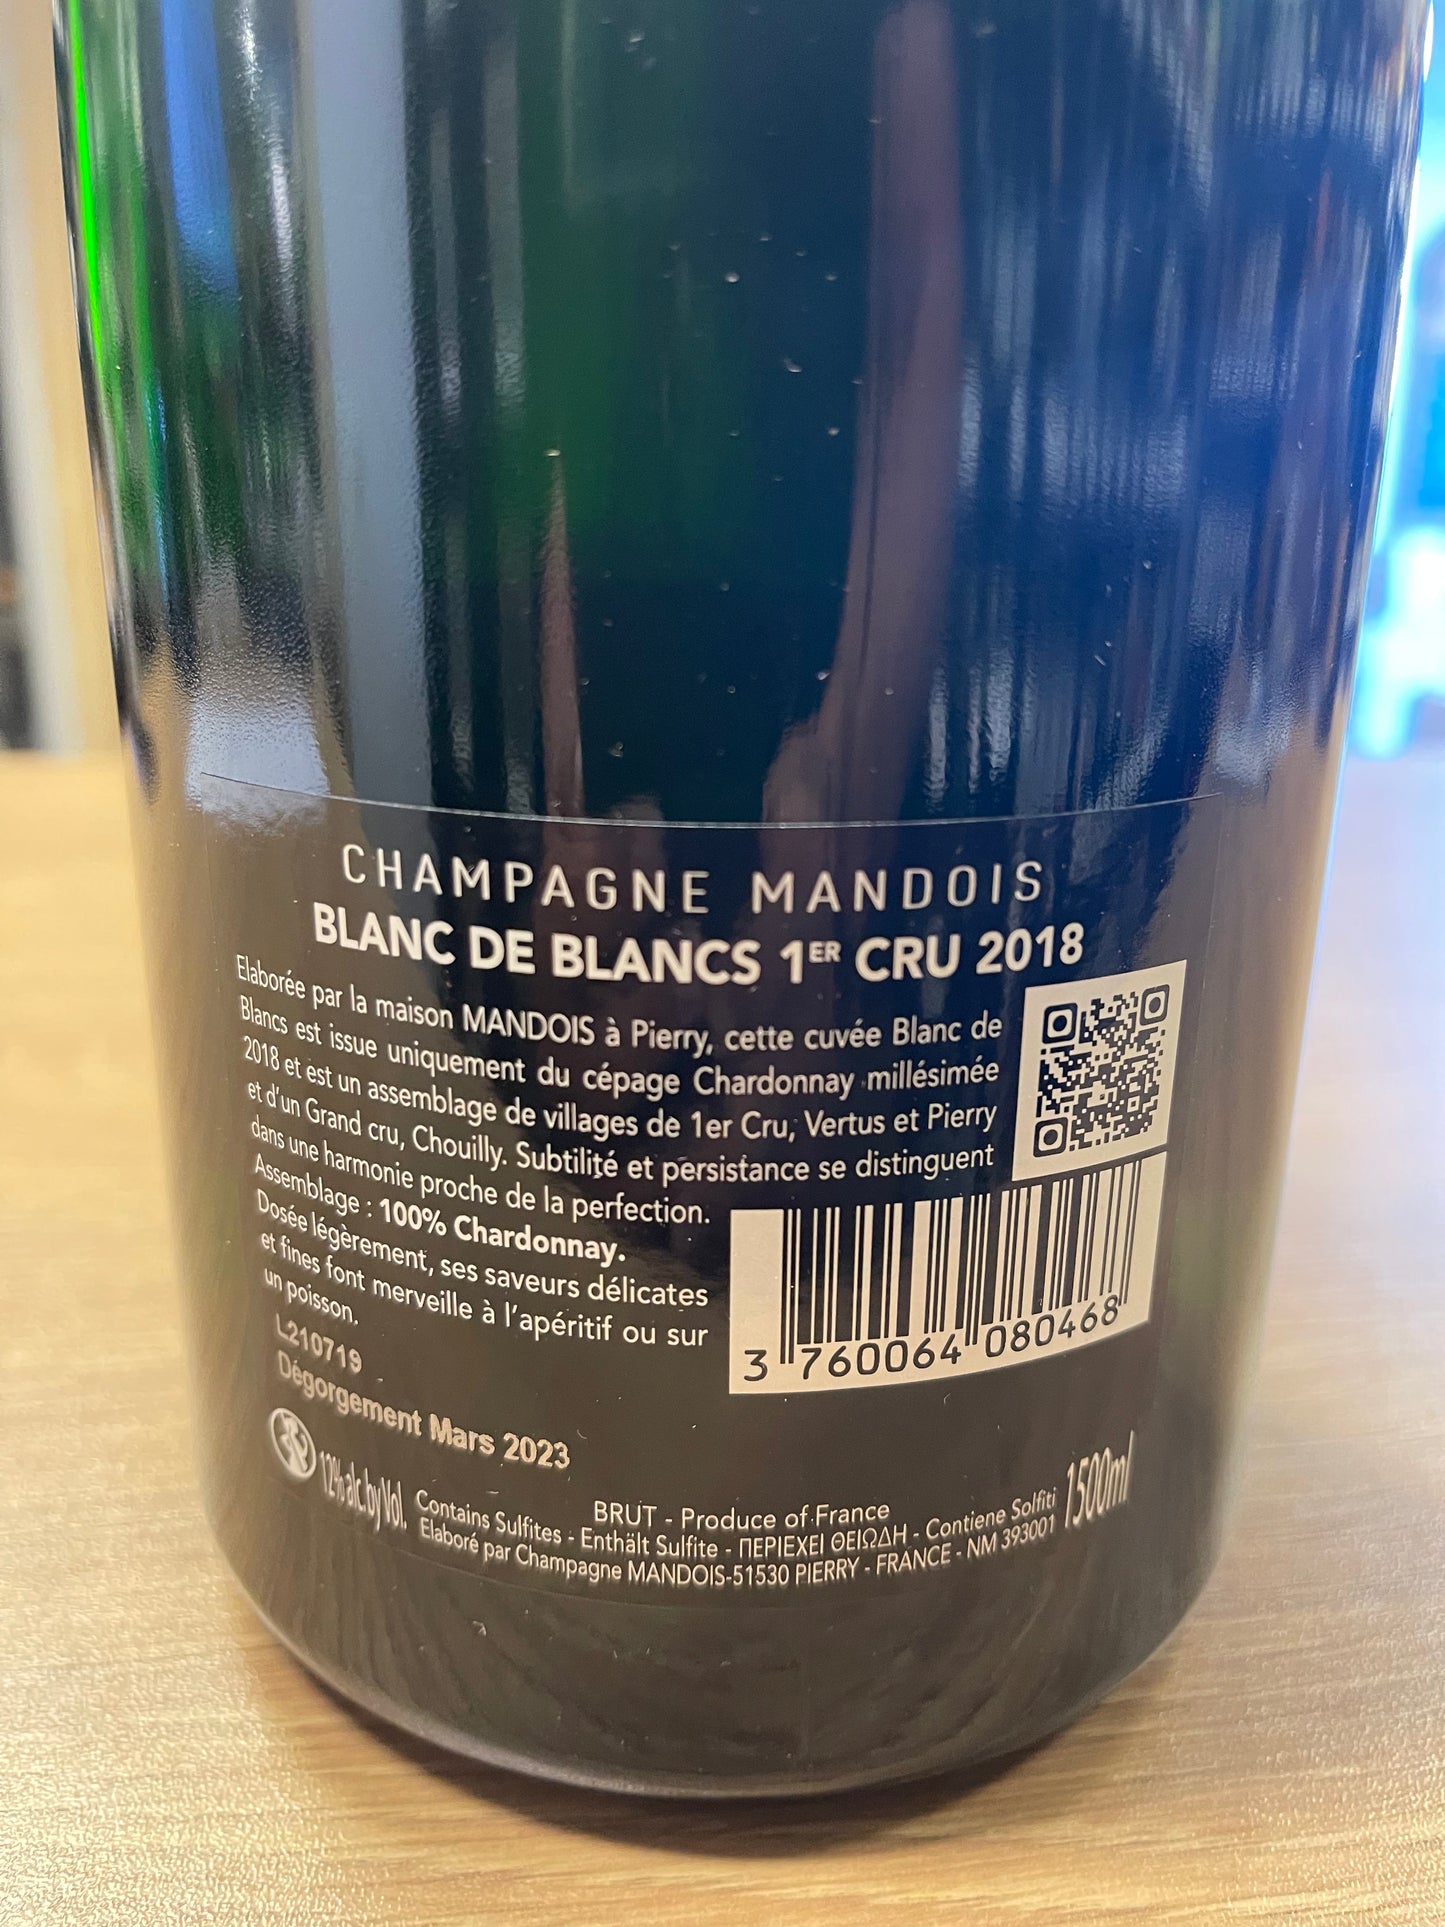 CHAMPAGNE MANDOIS
BLANC DE BLANCS 1ER CRU 2018
Elaborée par la maison MANDOIS à Pierry, cette cuvée Blanc de
Blancs est issue uniquement du cépage Chardonnay millésimée
2018 et est un assemblage de villages de 1er Cru, Vertus et Pierry
et d'un Grand cru, Chouilly. Subtilité et persistance se distinguent
dans une harmonie proche de la perfection.
Assemblage : 100% Chardonnay.
Dosée légèrement, ses saveurs délicates
et fines font merveille à l'apéritif ou sur
un poisson.
3 760064 080468
L210719
Dégorgement Mars 2023
12% alc.by Vol.
BRUT - Produce of France
Contains Sulfites - Enthält Sulfite - ΠΕΡΙΕΧΕΙ ΘΕΙΩΔΗ - Contiene Solfiti
Elaboré par Champagne MANDOIS-51530 PIERRY - FRANCE - NM 393001
1500ml